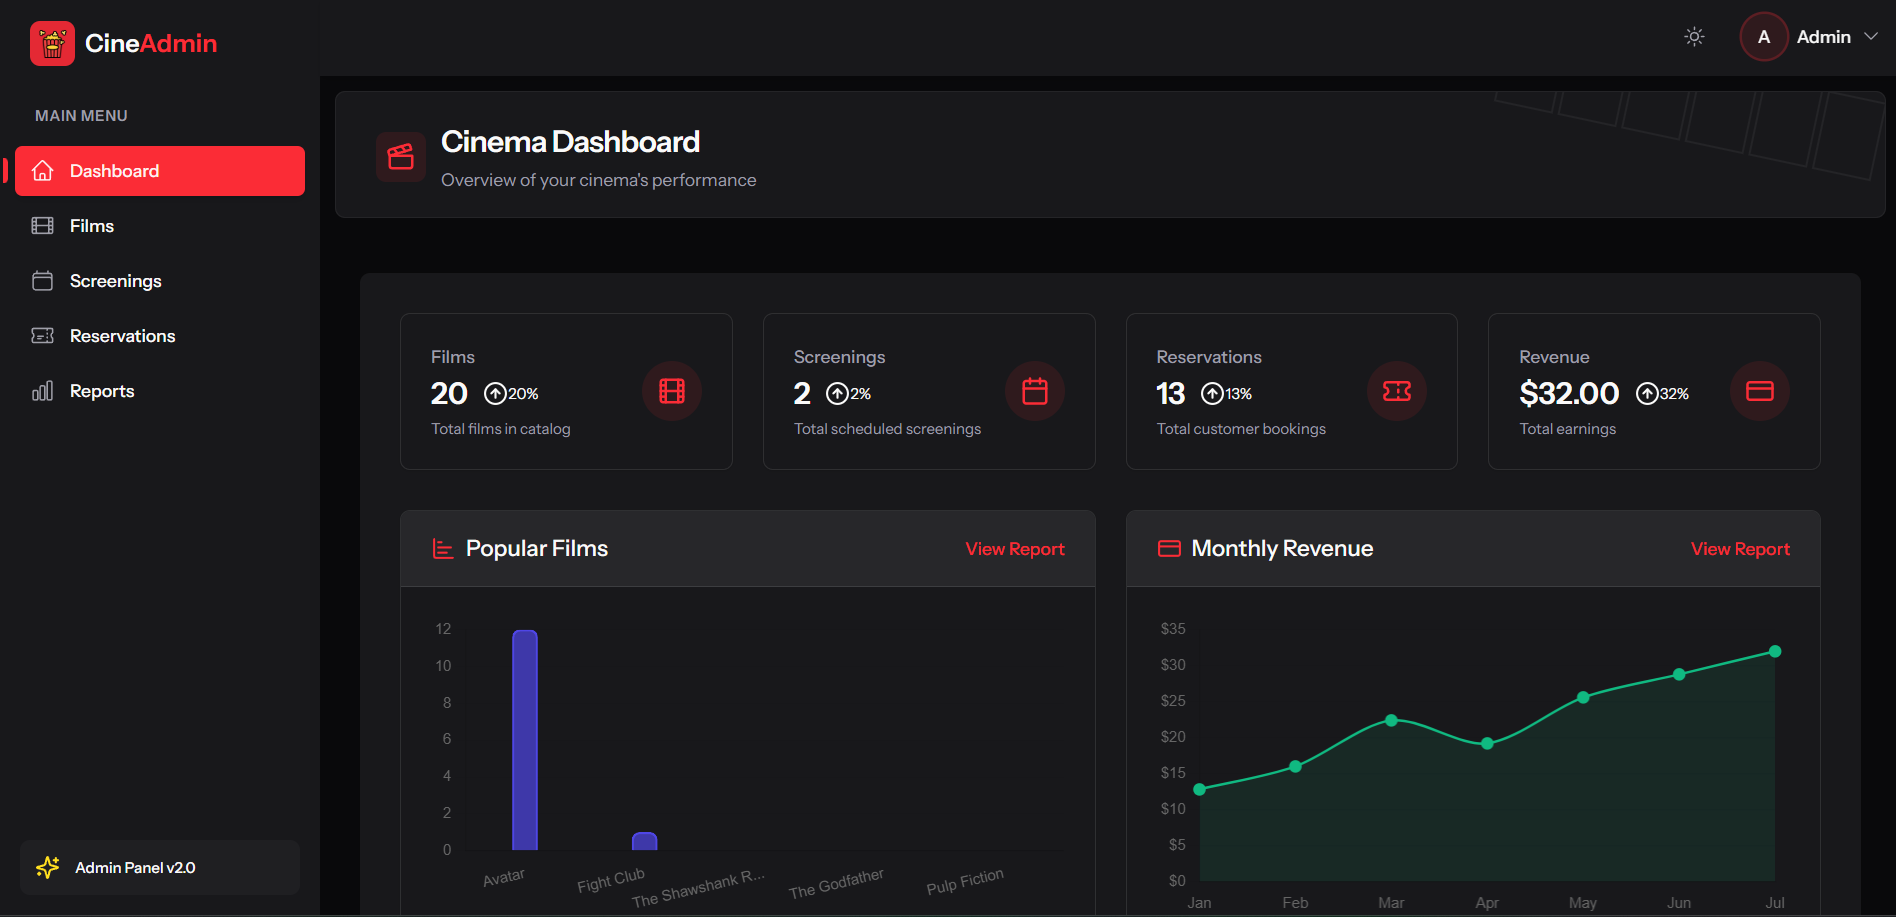 CineAdmin
A
Admin
MAIN MENU
Dashboard
Films
Screenings
Reservations
Reports
Admin Panel v2.0
Cinema Dashboard
Overview of your cinema's performance
Films
20 20%
Total films in catalog
Screenings
2 2%
Total scheduled screenings
Reservations
13 13%
Total customer bookings
Revenue
$32.00 32%
Total earnings
Popular Films View Report
12
10
8
6
4
2
0
Avatar
Fight Club
The Shawshank R...
The Godfather
Pulp Fiction
Monthly Revenue View Report
$35
$30
$25
$20
$15
$10
$5
$0
Jan Feb Mar Apr May Jun Jul